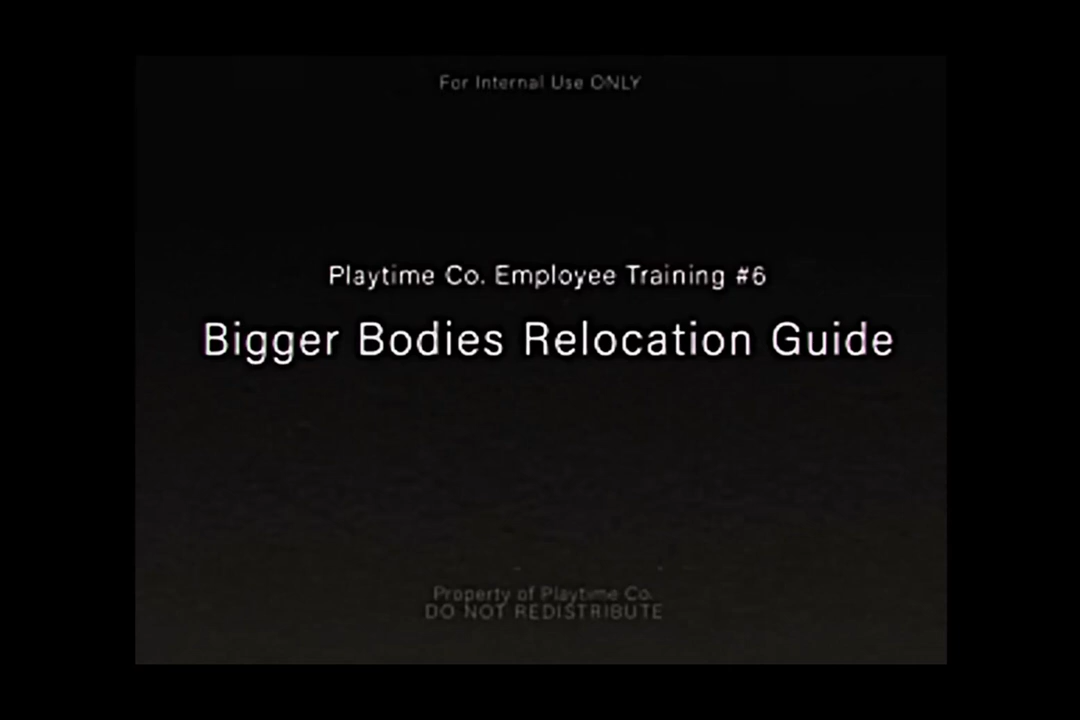 For Internal Use ONLY
Playtime Co. Employee Training #6
Bigger Bodies Relocation Guide
Property of Playtime Co.
DO NOT REDISTRIBUTE